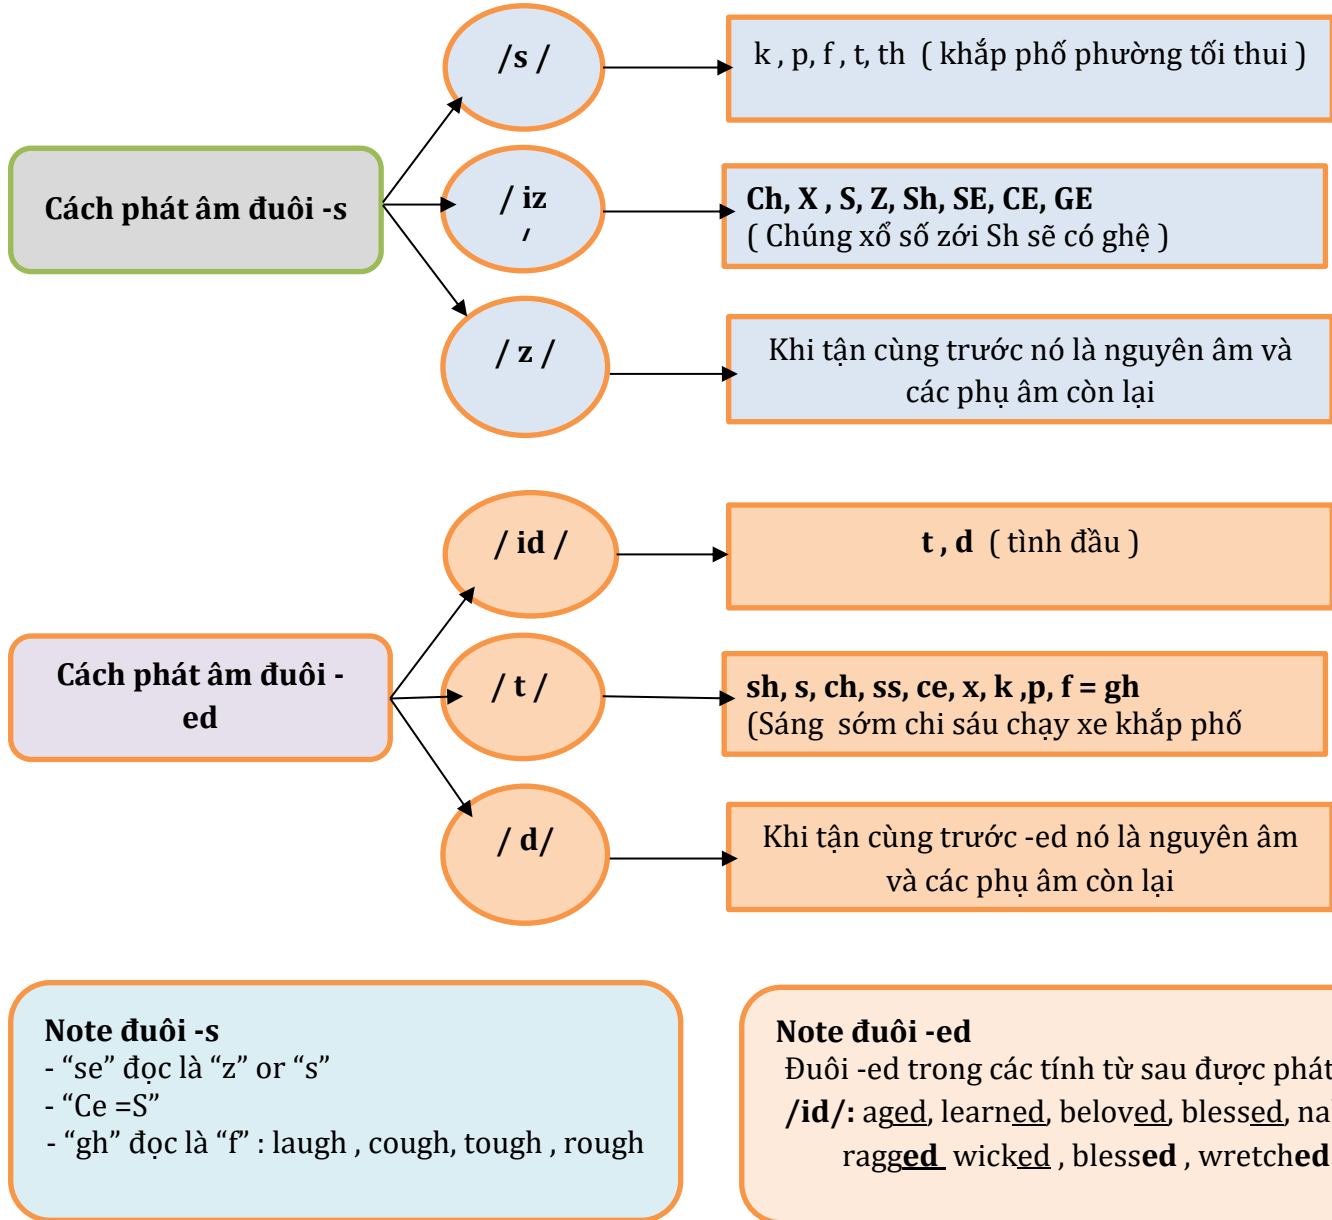 /s /
k , p, f , t, th ( khắp phố phường tối thui )
Cách phát âm đuôi -s
/ iz
/
Ch, X , S, Z, Sh, SE, CE, GE
( Chúng xổ số zới Sh sẽ có ghệ )
/ z /
Khi tận cùng trước nó là nguyên âm và
các phụ âm còn lại
/ id /
t , d ( tình đầu )
Cách phát âm đuôi -
ed
/ t /
sh, s, ch, ss, ce, x, k ,p, f = gh
(Sáng sớm chi sáu chạy xe khắp phố
/ d/
Khi tận cùng trước -ed nó là nguyên âm
và các phụ âm còn lại
Note đuôi -s
- “se” đọc là “z” or “s”
- “Ce =S”
- “gh” đọc là “f” : laugh , cough, tough , rough
Note đuôi -ed
Đuôi -ed trong các tính từ sau được phát
/id/: aged, learned, beloved, blessed,
ragged wicked , blessed , wretched